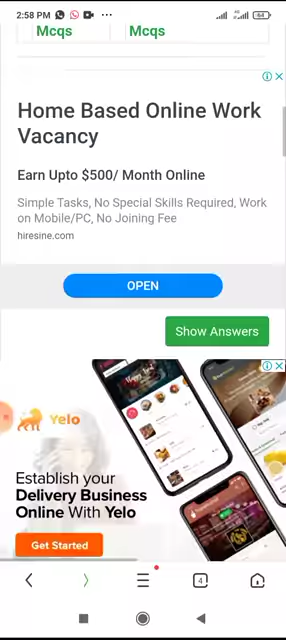 2:58 PM
64
Mcqs
Mcqs
Home Based Online Work
Vacancy
Earn Upto $500/ Month Online
Simple Tasks, No Special Skills Required, Work
on Mobile/PC, No Joining Fee
hiresine.com
OPEN
Show Answers
Yelo
Establish your
Delivery Business
Online With Yelo
Get Started
4